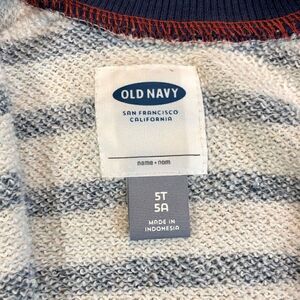 OLD NAVY
SAN FRANCISCO
CALIFORNIA
name • nom
5T
5A
MADE IN
INDONESIA